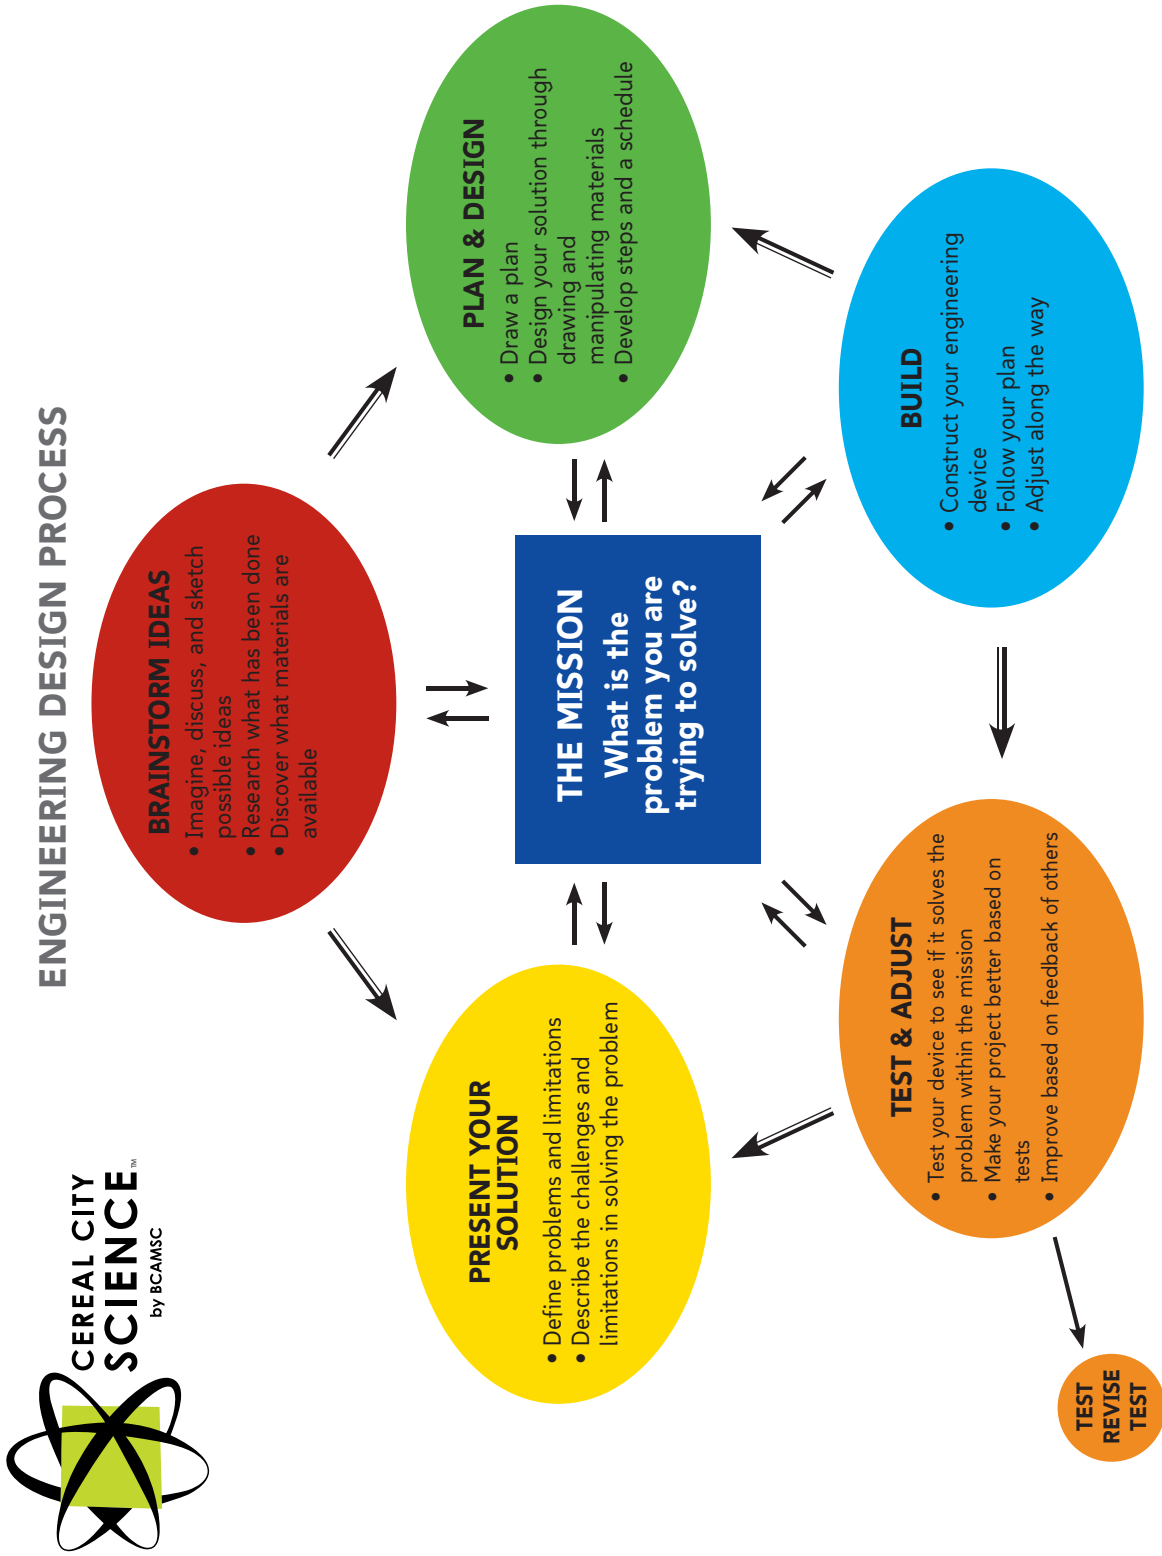 CEREAL CITY
SCIENCE™
by BCAMSC
ENGINEERING DESIGN PROCESS
BRAINSTORM IDEAS
• Imagine, discuss, and sketch
possible ideas
• Research what has been done
• Discover what materials are
available
PLAN & DESIGN
• Draw a plan
• Design your solution through
drawing and
manipulating materials
• Develop steps and a schedule
BUILD
• Construct your engineering
device
• Follow your plan
• Adjust along the way
TEST & ADJUST
• Test your device to see if it solves the
problem within the mission
• Make your project better based on
tests
• Improve based on feedback of others
TEST
REVISE
TEST
PRESENT YOUR
SOLUTION
• Define problems and limitations
• Describe the challenges and
limitations in solving the problem
THE MISSION
What is the
problem you are
trying to solve?